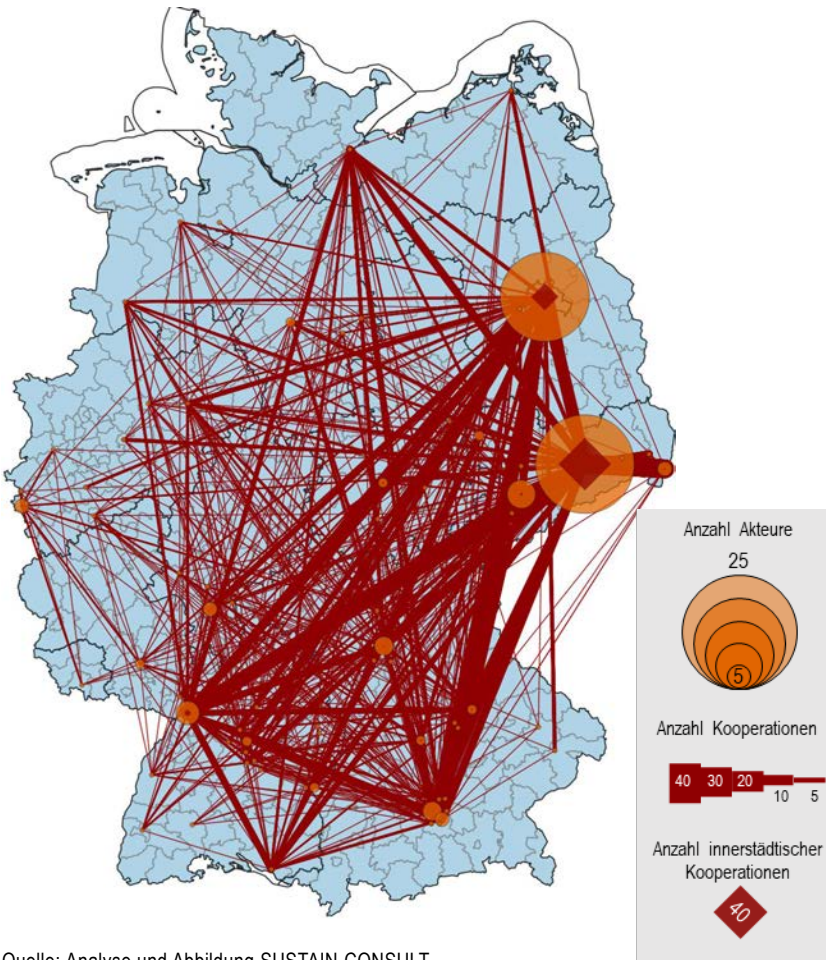 Anzahl Akteure
25
5
Anzahl Kooperationen
40 30 20 10 5
Anzahl innerstädtischer
Kooperationen
40
Quelle: Analyse und Abbildung SUSTAIN CONSULT